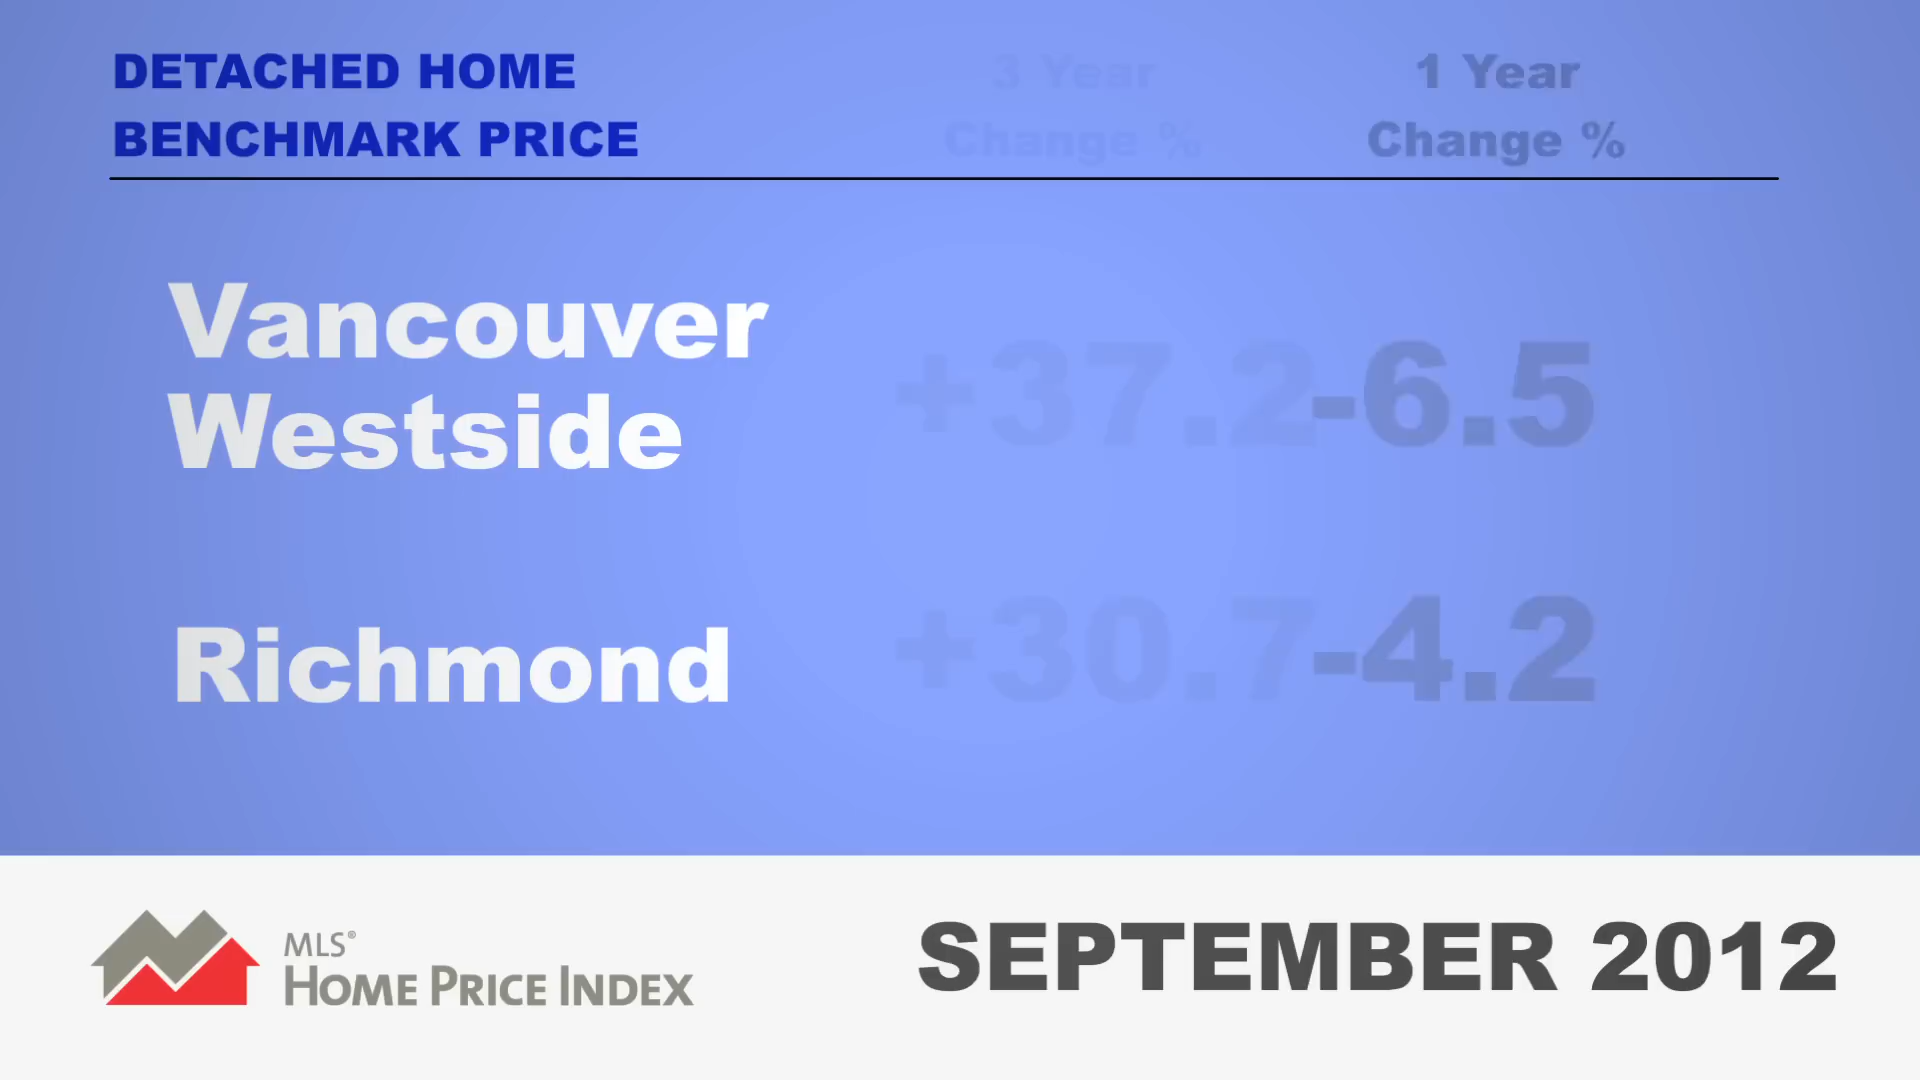 DETACHED HOME
BENCHMARK PRICE
3 Year
Change %
1 Year
Change %
Vancouver
Westside
+37.2
-6.5
Richmond
+30.7
-4.2
MLS®
HOME PRICE INDEX
SEPTEMBER 2012